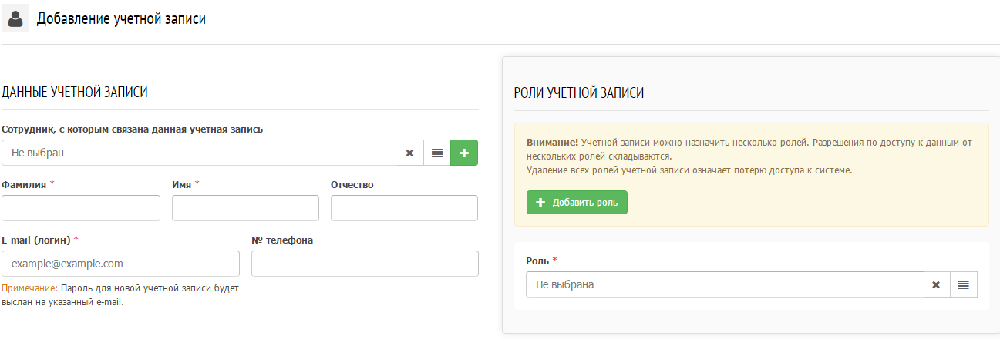 Добавление учетной записи
ДАННЫЕ УЧЕТНОЙ ЗАПИСИ
Сотрудник, с которым связана данная учетная запись
Не выбран
Фамилия * Имя * Отчество
E-mail (логин) * № телефона
example@example.com
Примечание: Пароль для новой учетной записи будет
выслан на указанный e-mail.
РОЛИ УЧЕТНОЙ ЗАПИСИ
Внимание! Учетной записи можно назначить несколько ролей. Разрешения по доступу к данным от
нескольких ролей складываются.
Удаление всех ролей учетной записи означает потерю доступа к системе.
Добавить роль
Роль *
Не выбрана